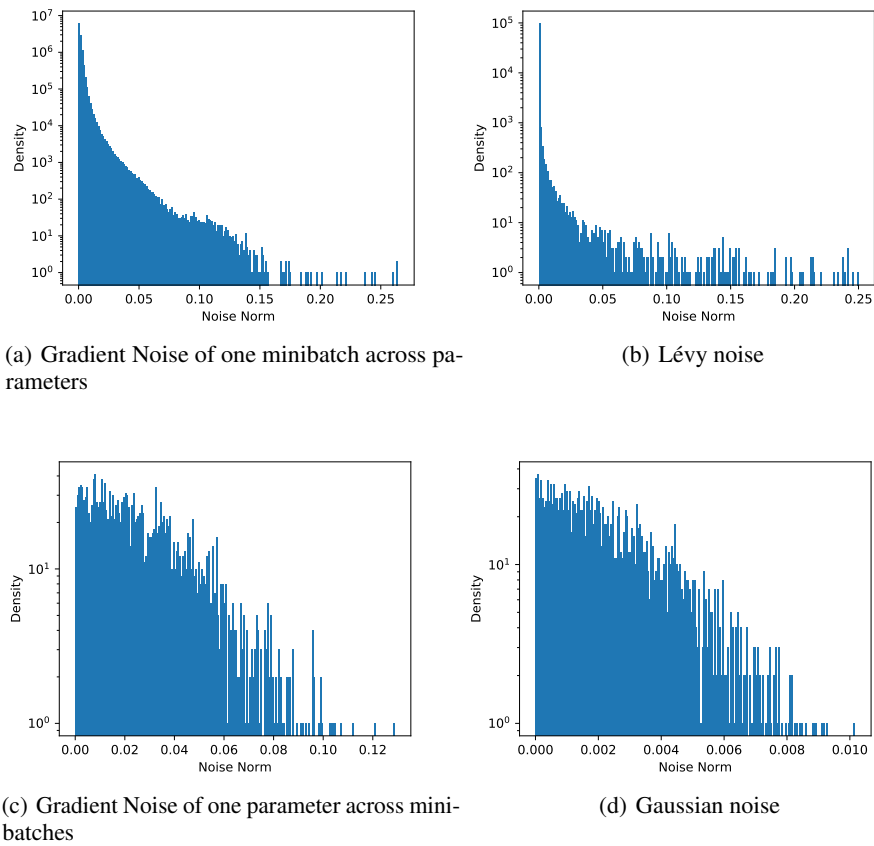 10^7
10^6
10^5
10^4
10^3
10^2
10^1
10^0
Density
0.00 0.05 0.10 0.15 0.20 0.25
Noise Norm
(a) Gradient Noise of one minibatch across pa-
rameters
10^5
10^4
10^3
10^2
10^1
10^0
Density
0.00 0.05 0.10 0.15 0.20 0.25
Noise Norm
(b) Lévy noise
10^1
10^0
Density
0.00 0.02 0.04 0.06 0.08 0.10 0.12
Noise Norm
(c) Gradient Noise of one parameter across mini-
batches
10^1
10^0
Density
0.000 0.002 0.004 0.006 0.008 0.010
Noise Norm
(d) Gaussian noise